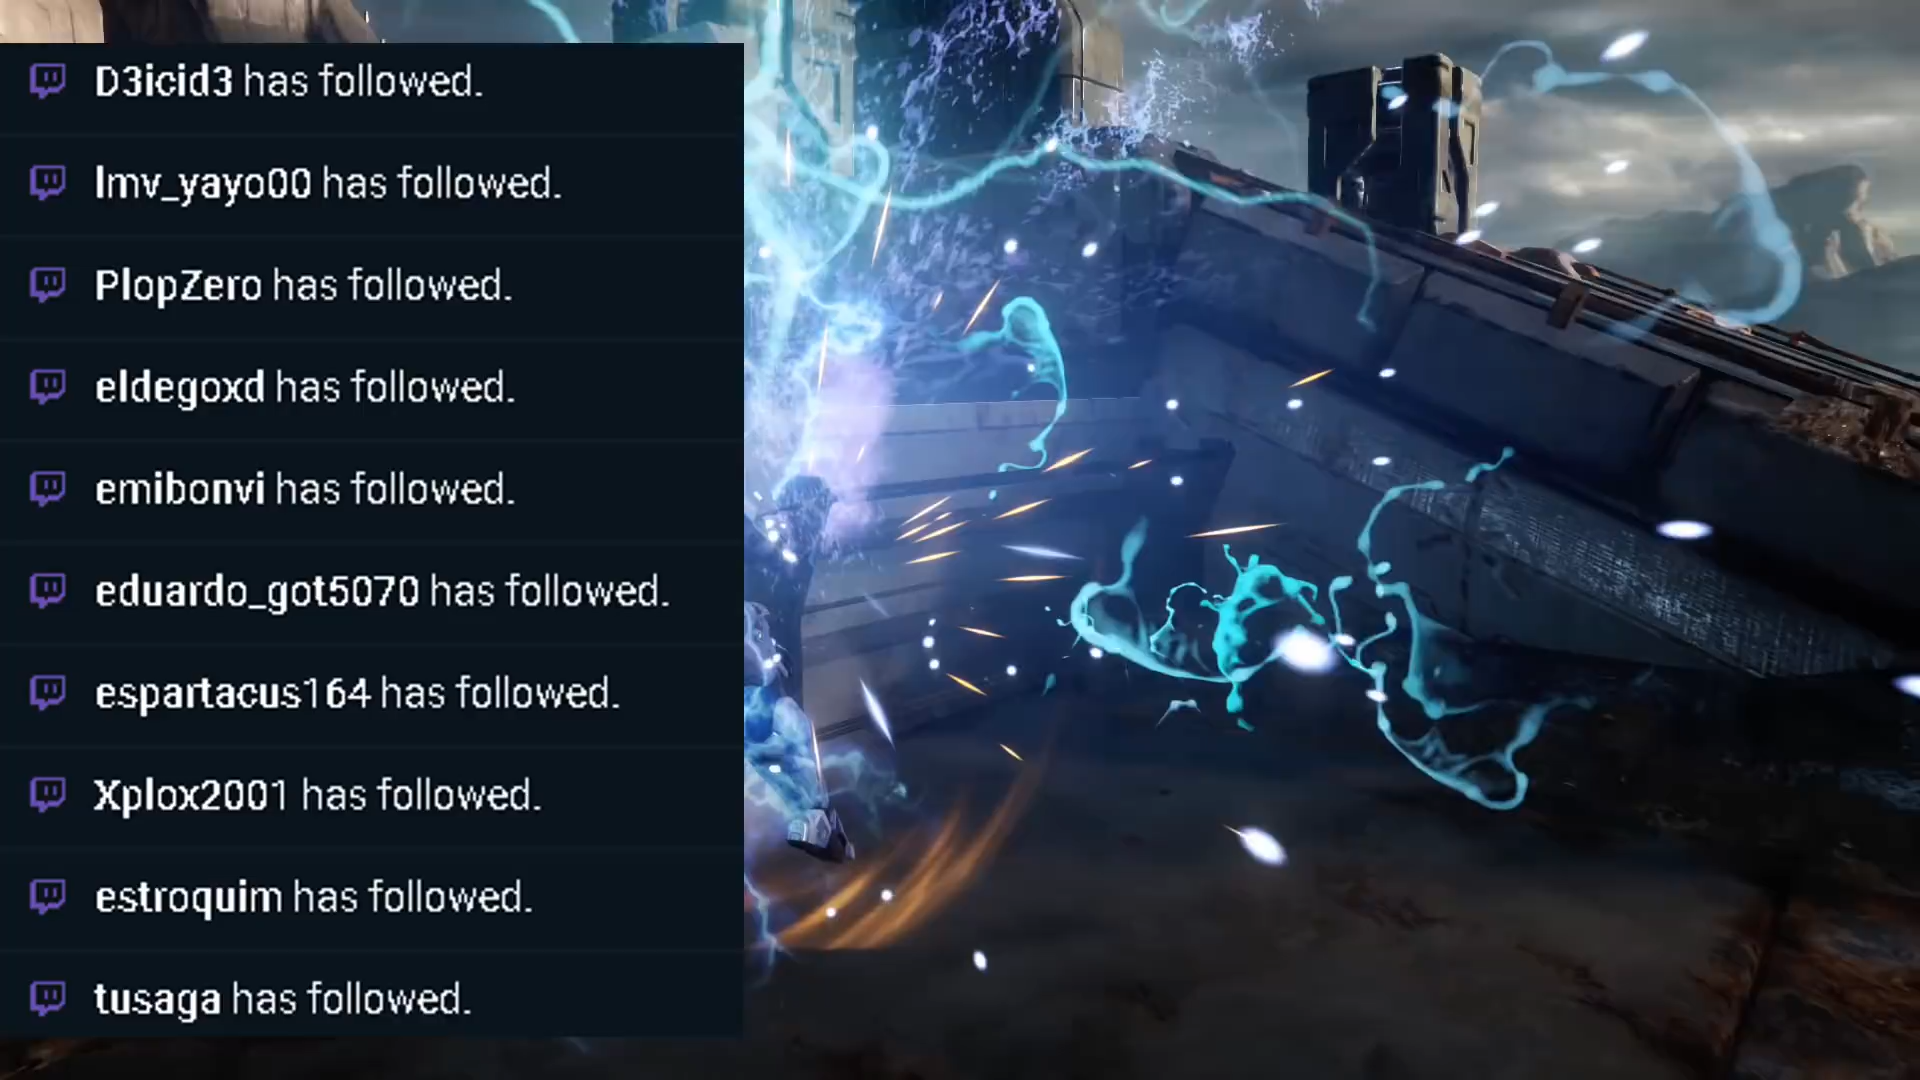 D3icid3 has followed.
lmv_yayo00 has followed.
PlopZero has followed.
eldegoxd has followed.
emibonvi has followed.
eduardo_got5070 has followed.
espartacus164 has followed.
Xplox2001 has followed.
estroquim has followed.
tusaga has followed.